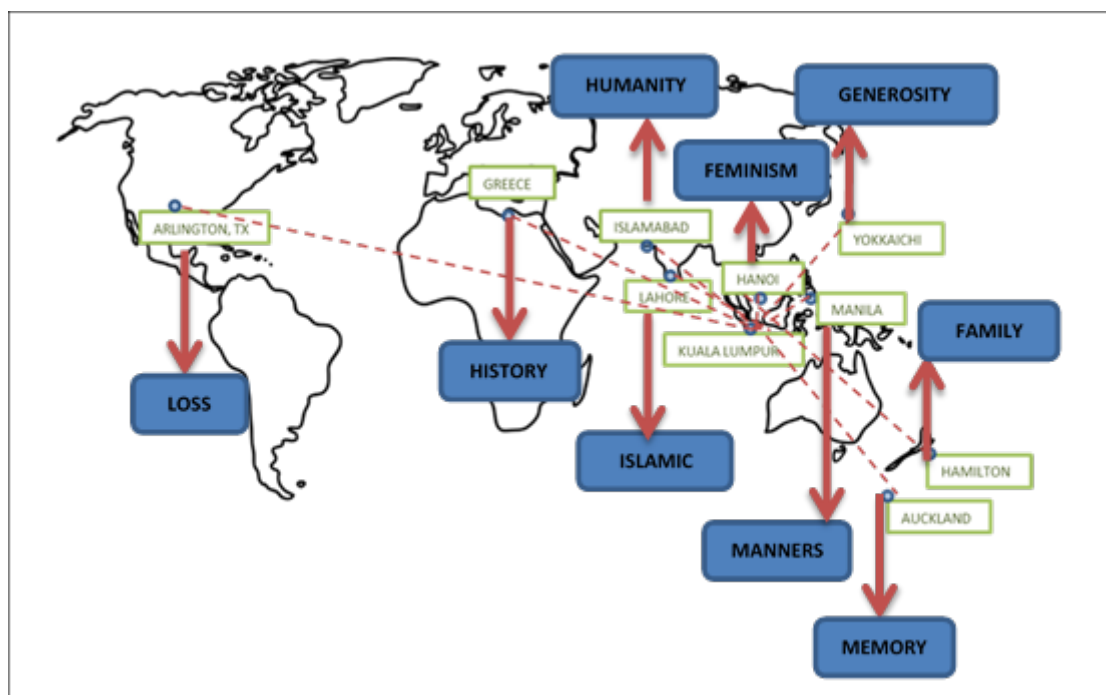 HUMANITY
GENEROSITY
FEMINISM
GREECE
ARLINGTON, TX
ISLAMABAD
YOKKAICHI
HANOI
LAHORE
MANILA
KUALA LUMPUR
FAMILY
HISTORY
LOSS
ISLAMIC
HAMILTON
AUCKLAND
MANNERS
MEMORY